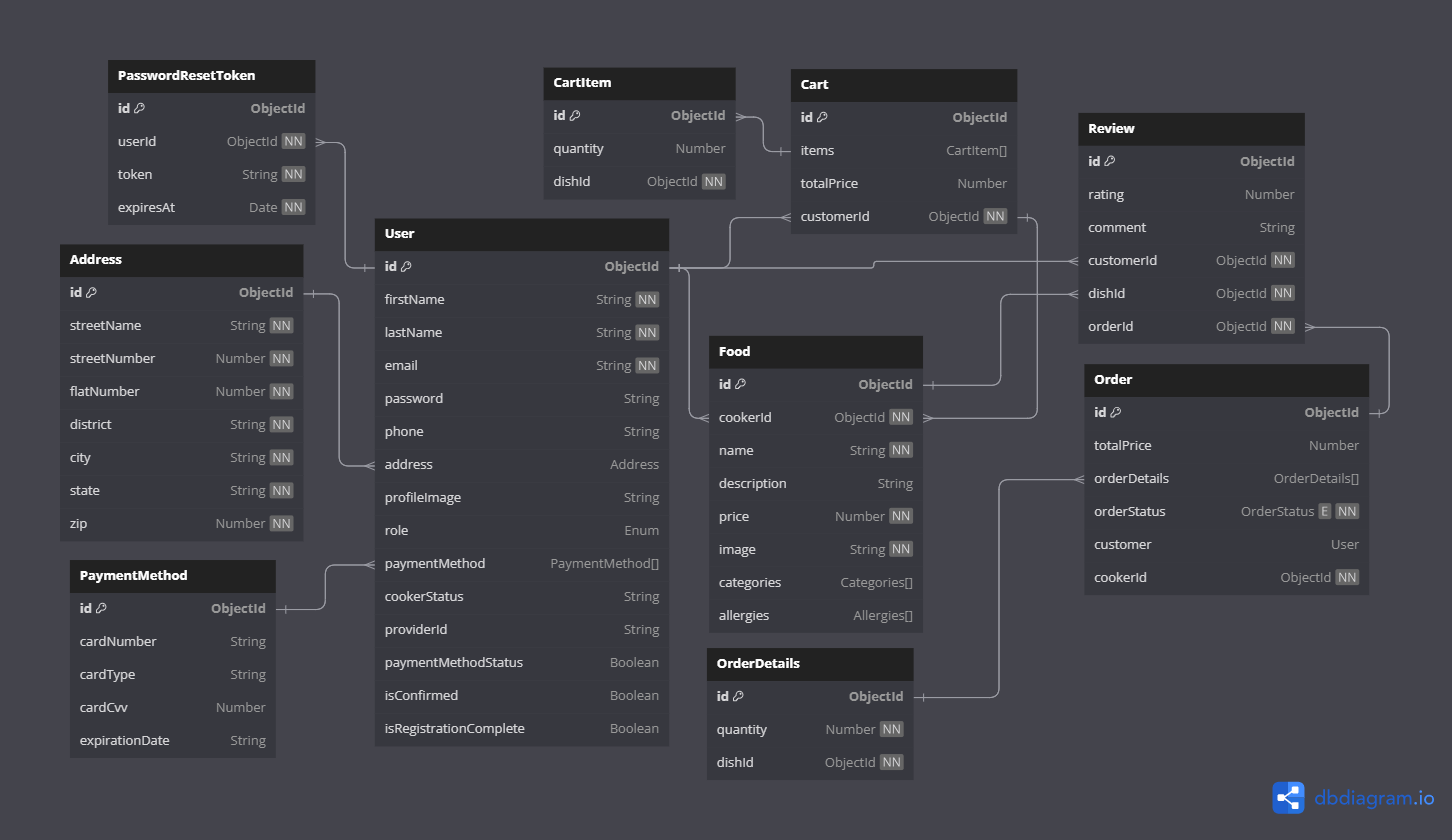 PasswordResetToken
id ObjectId
userId ObjectId NN
token String NN
expiresAt Date NN
CartItem
id ObjectId
quantity Number
dishId ObjectId NN
Cart
id ObjectId
items CartItem[]
totalPrice Number
customerId ObjectId NN
Review
id ObjectId
rating Number
comment String
customerId ObjectId NN
dishId ObjectId NN
orderId ObjectId NN
Address
id ObjectId
streetName String NN
streetNumber Number NN
flatNumber Number NN
district String NN
city String NN
state String NN
zip Number NN
User
id ObjectId
firstName String NN
lastName String NN
email String NN
password String
phone String
address Address
profileImage String
role Enum
paymentMethod PaymentMethod[]
cookerStatus String
providerId String
paymentMethodStatus Boolean
isConfirmed Boolean
isRegistrationComplete Boolean
Food
id ObjectId
cookerId ObjectId NN
name String NN
description String
price Number NN
image String NN
categories Categories[]
allergies Allergies[]
Order
id ObjectId
totalPrice Number
orderDetails OrderDetails[]
orderStatus OrderStatus E NN
customer User
cookerId ObjectId NN
PaymentMethod
id ObjectId
cardNumber String
cardType String
cardCvv Number
expirationDate String
OrderDetails
id ObjectId
quantity Number NN
dishId ObjectId NN
dbdiagram.io